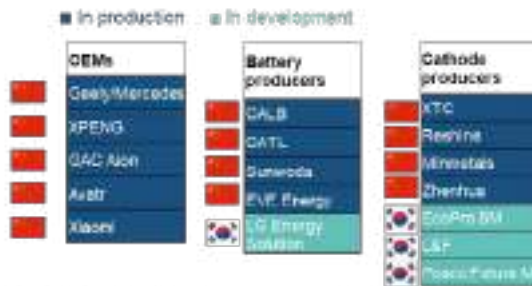 In production
In development
OEMs
Geely/Mercedes
XPENG
GAC Aion
Avatr
Xiaomi
Battery
producers
CALB
CATL
Sunwoda
EVE Energy
LG Energy
Solution
Cathode
producers
XTC
Reshine
Minmetals
Zhenhua
EcoPro BM
L&F
Posco Future M